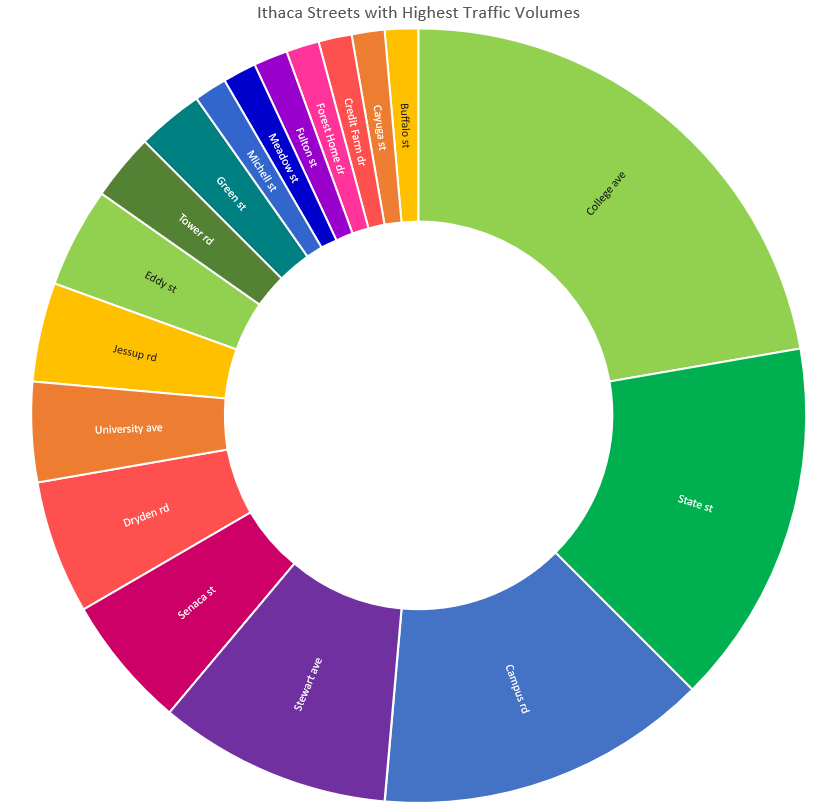 Ithaca Streets with Highest Traffic Volumes
College ave
State st
Campus rd
Stewart ave
Senaca st
Dryden rd
University ave
Jessup rd
Eddy st
Tower rd
Green st
Michell st
Meadow st
Fulton st
Forest Home dr
Credit Farm dr
Cayuga st
Buffalo st